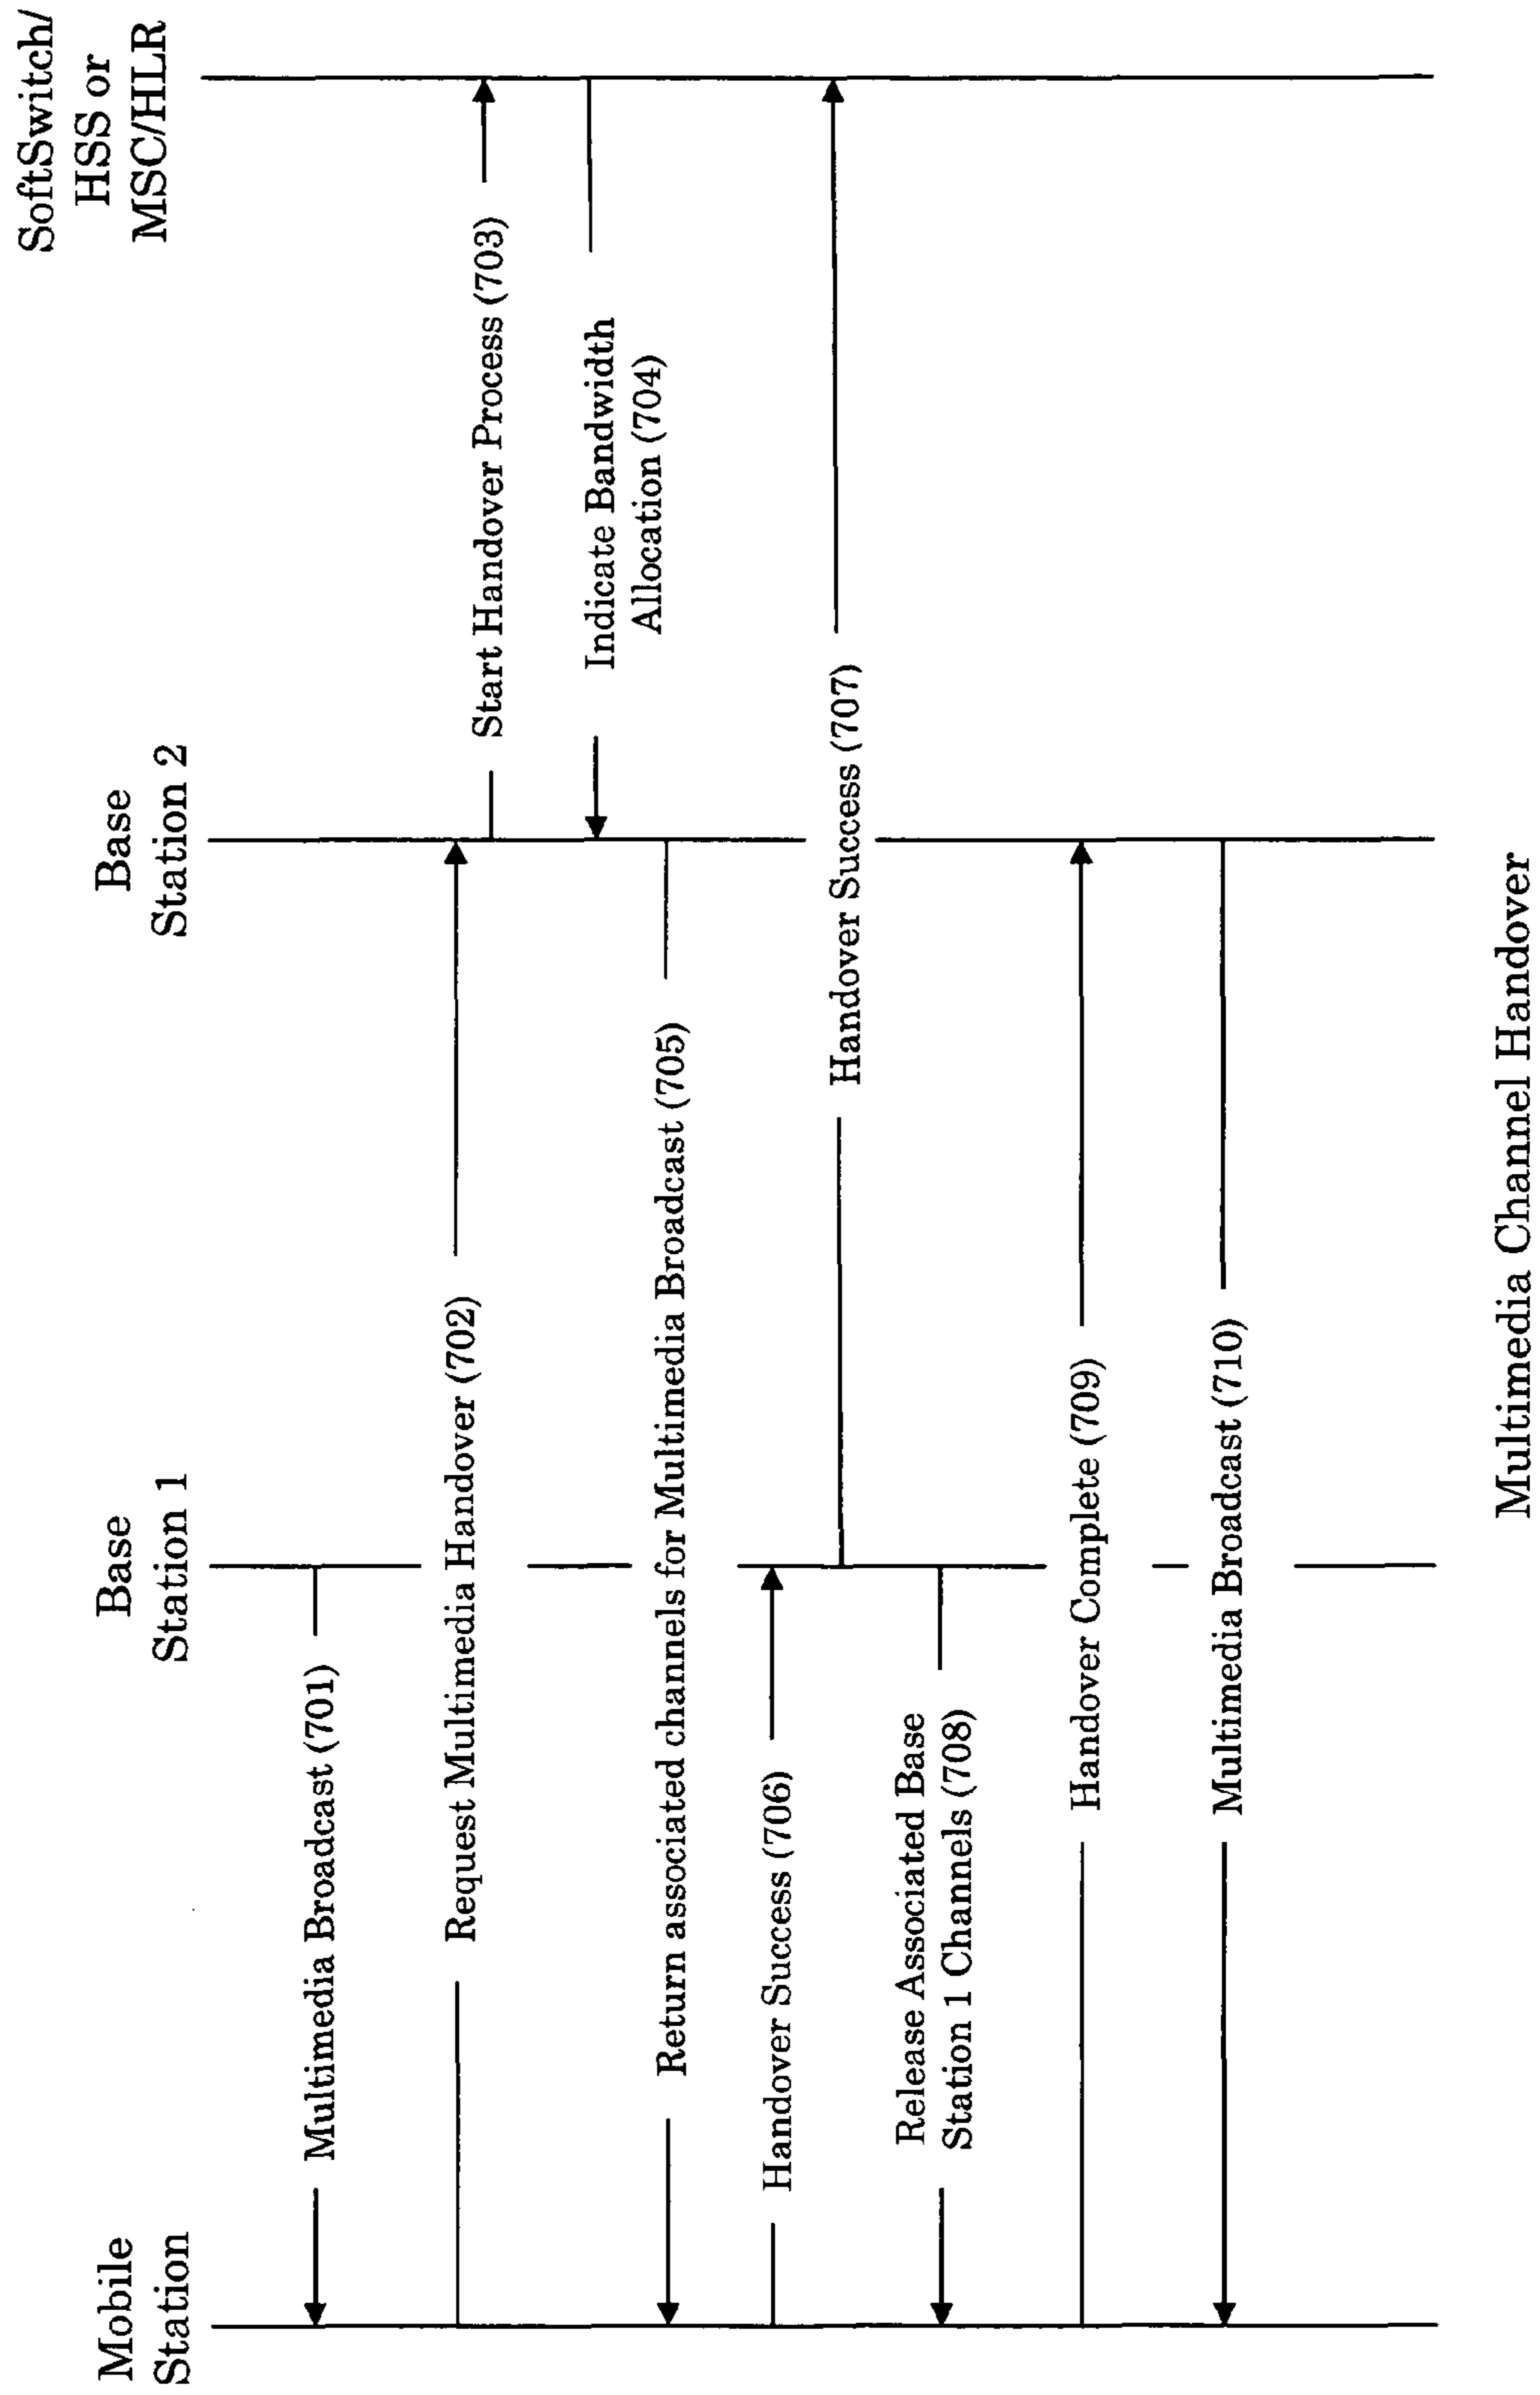 Mobile
Station
Base
Station 1
Base
Station 2
SoftSwitch/
HSS or
MSC/HLR
Multimedia Broadcast (701)
Request Multimedia Handover (702)
Start Handover Process (703)
Indicate Bandwidth
Allocation (704)
Return associated channels for Multimedia Broadcast (705)
Handover Success (706)
Handover Success (707)
Release Associated Base
Station 1 Channels (708)
Handover Complete (709)
Multimedia Broadcast (710)
Multimedia Channel Handover